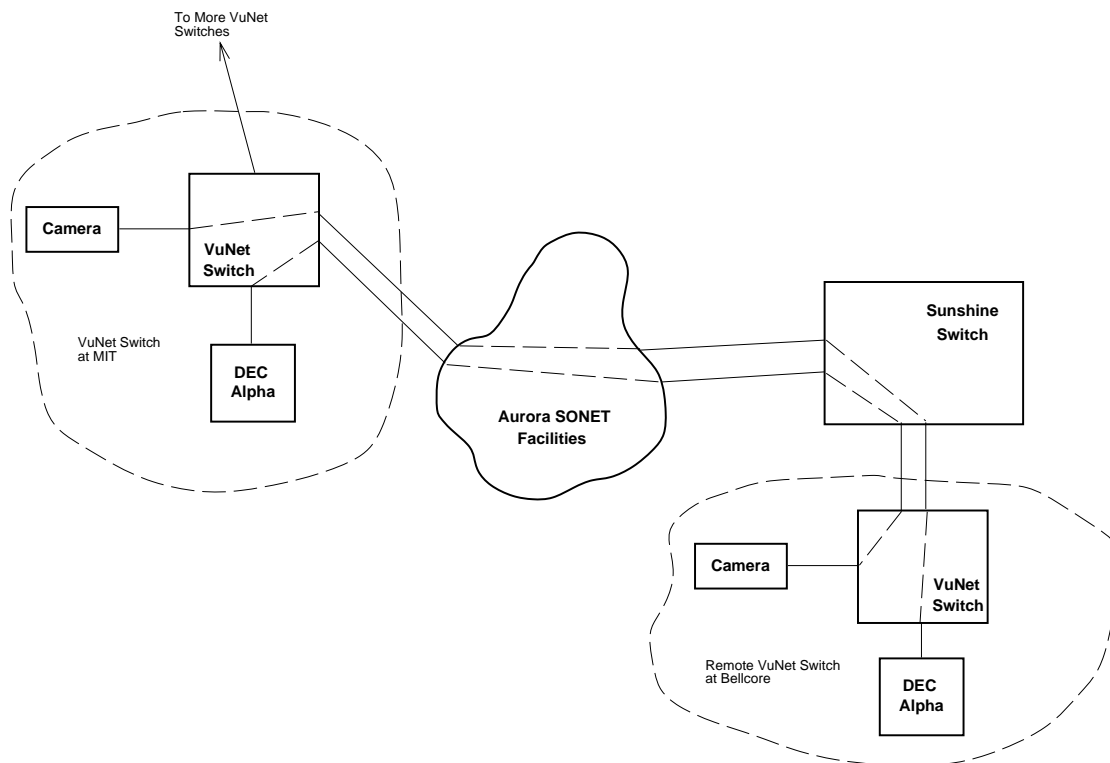 To More VuNet
Switches
Camera
VuNet
Switch
VuNet Switch
at MIT
DEC
Alpha
Aurora SONET
Facilities
Sunshine
Switch
Camera
VuNet
Switch
Remote VuNet Switch
at Bellcore
DEC
Alpha